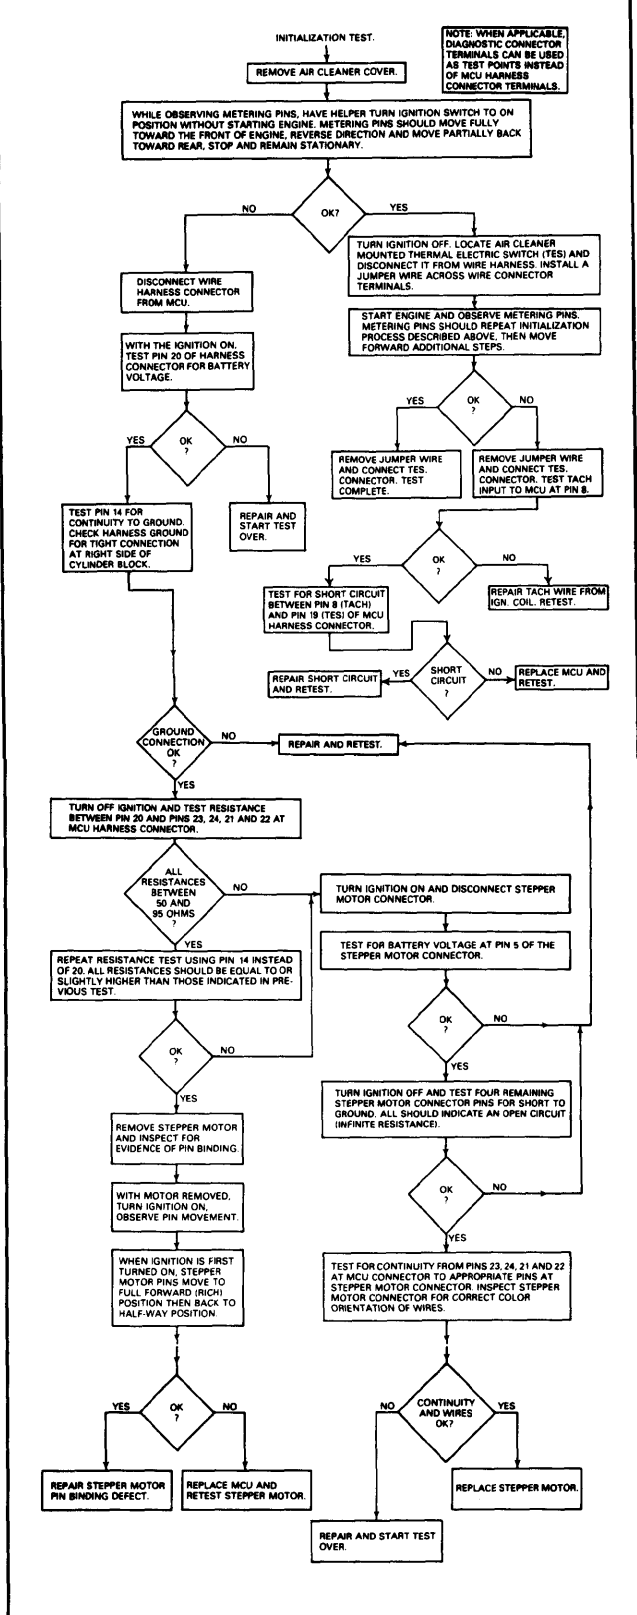 INITIALIZATION TEST.
NOTE: WHEN APPLICABLE,
DIAGNOSTIC CONNECTOR
TERMINALS CAN BE USED
AS TEST POINTS INSTEAD
OF MCU HARNESS
CONNECTOR TERMINALS.
REMOVE AIR CLEANER COVER.
WHILE OBSERVING METERING PINS, HAVE HELPER TURN IGNITION SWITCH TO ON
POSITION WITHOUT STARTING ENGINE. METERING PINS SHOULD MOVE FULLY
TOWARD THE FRONT OF ENGINE, REVERSE DIRECTION AND MOVE PARTIALLY BACK
TOWARD REAR, STOP AND REMAIN STATIONARY.
NO
OK?
YES
TURN IGNITION OFF. LOCATE AIR CLEANER
MOUNTED THERMAL ELECTRIC SWITCH (TES) AND
DISCONNECT IT FROM WIRE HARNESS. INSTALL A
JUMPER WIRE ACROSS WIRE CONNECTOR
TERMINALS.
DISCONNECT WIRE
HARNESS CONNECTOR
FROM MCU.
START ENGINE AND OBSERVE METERING PINS.
METERING PINS SHOULD REPEAT INITIALIZATION
PROCESS DESCRIBED ABOVE, THEN MOVE
FORWARD ADDITIONAL STEPS.
WITH THE IGNITION ON,
TEST PIN 20 OF HARNESS
CONNECTOR FOR BATTERY
VOLTAGE.
YES
OK
?
NO
YES
OK
?
NO
REMOVE JUMPER WIRE
AND CONNECT TES.
CONNECTOR. TEST
COMPLETE.
REMOVE JUMPER WIRE
AND CONNECT TES.
CONNECTOR. TEST TACH
INPUT TO MCU AT PIN 8.
TEST PIN 14 FOR
CONTINUITY TO GROUND.
CHECK HARNESS GROUND
FOR TIGHT CONNECTION
AT RIGHT SIDE OF
CYLINDER BLOCK.
REPAIR AND
START TEST
OVER.
YES
OK
?
NO
TEST FOR SHORT CIRCUIT
BETWEEN PIN 8 (TACH)
AND PIN 19 (TES) OF MCU
HARNESS CONNECTOR.
REPAIR TACH WIRE FROM
IGN. COIL. RETEST.
REPAIR SHORT CIRCUIT
AND RETEST.
YES
SHORT
CIRCUIT
?
NO
REPLACE MCU AND
RETEST.
GROUND
CONNECTION
OK
?
NO
REPAIR AND RETEST.
YES
TURN OFF IGNITION AND TEST RESISTANCE
BETWEEN PIN 20 AND PINS 23, 24, 21 AND 22 AT
MCU HARNESS CONNECTOR.
ALL
RESISTANCES
BETWEEN
50 AND
95 OHMS
?
NO
TURN IGNITION ON AND DISCONNECT STEPPER
MOTOR CONNECTOR.
YES
TEST FOR BATTERY VOLTAGE AT PIN 5 OF THE
STEPPER MOTOR CONNECTOR.
REPEAT RESISTANCE TEST USING PIN 14 INSTEAD
OF 20. ALL RESISTANCES SHOULD BE EQUAL TO OR
SLIGHTLY HIGHER THAN THOSE INDICATED IN PRE-
VIOUS TEST.
OK
?
NO
OK
?
NO
YES
YES
TURN IGNITION OFF AND TEST FOUR REMAINING
STEPPER MOTOR CONNECTOR PINS FOR SHORT TO
GROUND. ALL SHOULD INDICATE AN OPEN CIRCUIT
(INFINITE RESISTANCE).
REMOVE STEPPER MOTOR
AND INSPECT FOR
EVIDENCE OF PIN BINDING.
WITH MOTOR REMOVED,
TURN IGNITION ON,
OBSERVE PIN MOVEMENT.
OK
?
NO
YES
WHEN IGNITION IS FIRST
TURNED ON, STEPPER
MOTOR PINS MOVE TO
FULL FORWARD (RICH)
POSITION THEN BACK TO
HALF-WAY POSITION.
TEST FOR CONTINUITY FROM PINS 23, 24, 21 AND 22
AT MCU CONNECTOR TO APPROPRIATE PINS AT
STEPPER MOTOR CONNECTOR. INSPECT STEPPER
MOTOR CONNECTOR FOR CORRECT COLOR
ORIENTATION OF WIRES.
YES
OK
?
NO
NO
CONTINUITY
AND WIRES
OK?
YES
REPAIR STEPPER MOTOR
PIN BINDING DEFECT.
REPLACE MCU AND
RETEST STEPPER MOTOR.
REPLACE STEPPER MOTOR.
REPAIR AND START TEST
OVER.